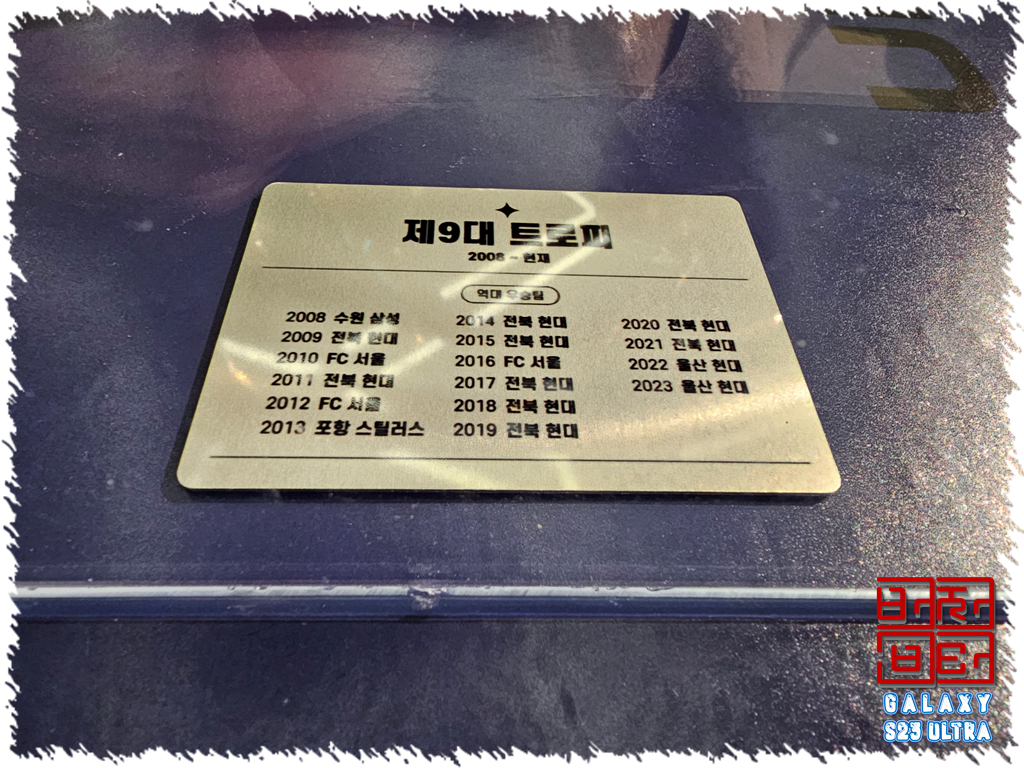 제9대 트로피
2008 - 현재
역대 우승팀
2008 수원 삼성
2009 전북 현대
2010 FC 서울
2011 전북 현대
2012 FC 서울
2013 포항 스틸러스
2014 전북 현대
2015 전북 현대
2016 FC 서울
2017 전북 현대
2018 전북 현대
2019 전북 현대
2020 전북 현대
2021 전북 현대
2022 울산 현대
2023 울산 현대
GALAXY
S23 ULTRA